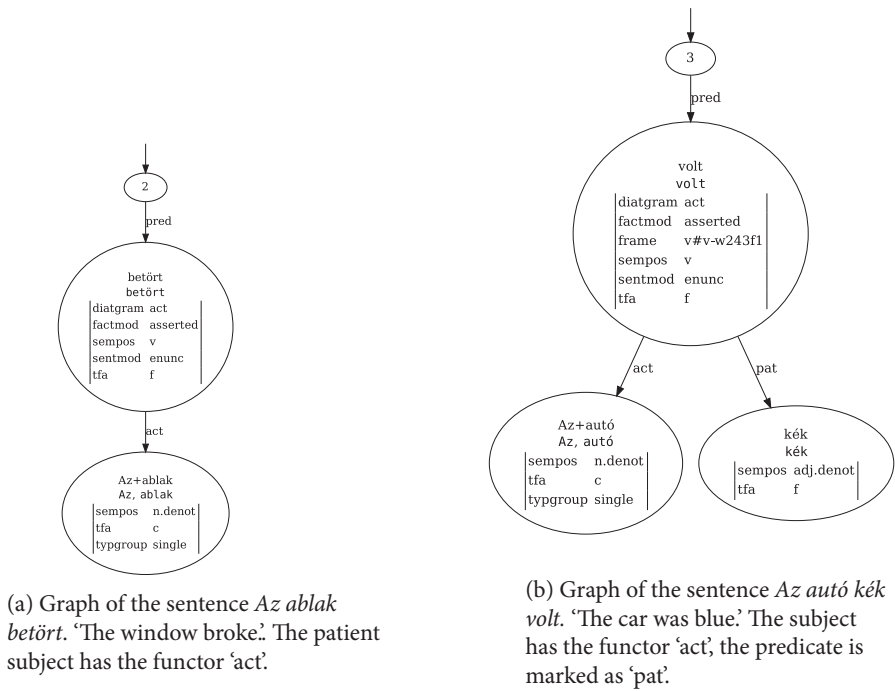 2
pred
betört
betört
diatgram act
factmod asserted
sempos v
sentmod enunc
tfa f
act
Az+ablak
Az, ablak
sempos n.denot
tfa c
typgroup single
(a) Graph of the sentence Az ablak
betört. ‘The window broke.’. The patient
subject has the functor ‘act’.
3
pred
volt
volt
diatgram act
factmod asserted
frame v#v-w243f1
sempos v
sentmod enunc
tfa f
act
pat
Az+autó
Az, autó
sempos n.denot
tfa c
typgroup single
kék
kék
sempos adj.denot
tfa f
(b) Graph of the sentence Az autó kék
volt. ‘The car was blue.’ The subject
has the functor ‘act’, the predicate is
marked as ‘pat’.